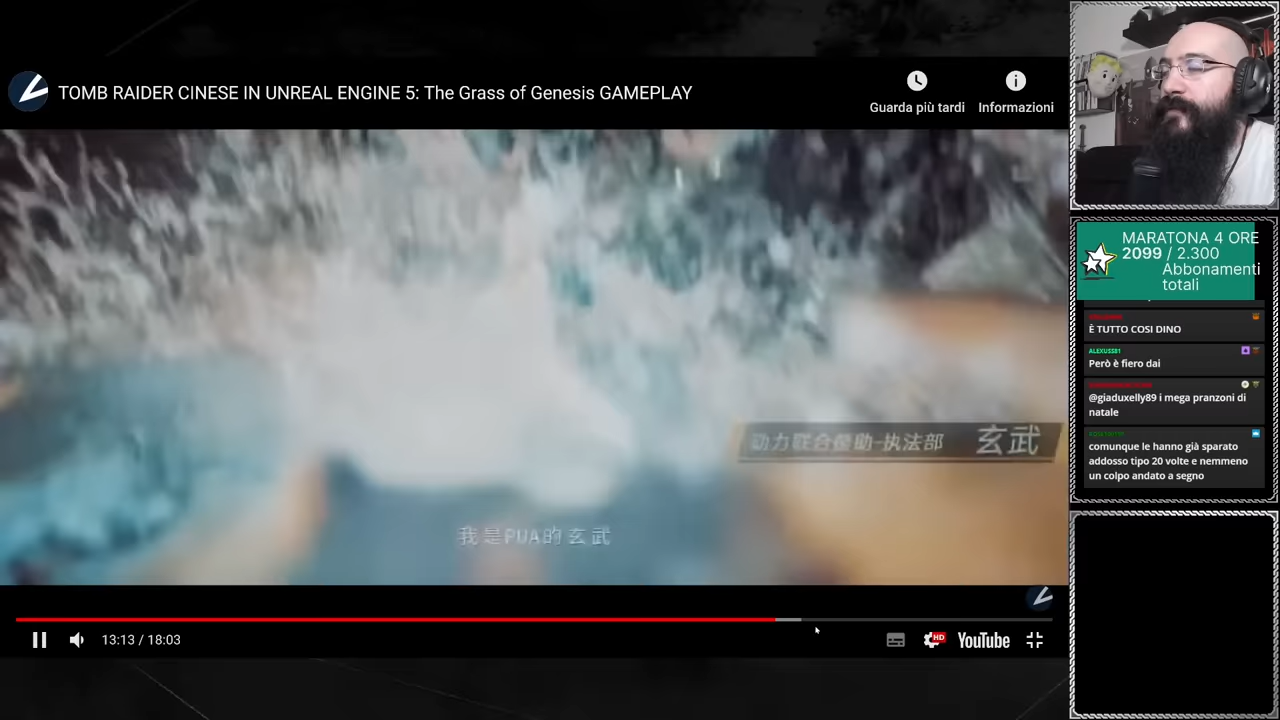 TOMB RAIDER CINESE IN UNREAL ENGINE 5: The Grass of Genesis GAMEPLAY
Guarda più tardi
Informazioni
动力联合援助-执法部 玄武
我是PUA的玄武
13:13 / 18:03
HD
YouTube
MARATONA 4 ORE
2099 / 2.300
Abbonamenti
totali
È TUTTO COSI DINO
ALEXUSS81
Però è fiero dai
@giaduxelly89 i mega pranzoni di
natale
comunque le hanno già sparato
addosso tipo 20 volte e nemmeno
un colpo andato a segno